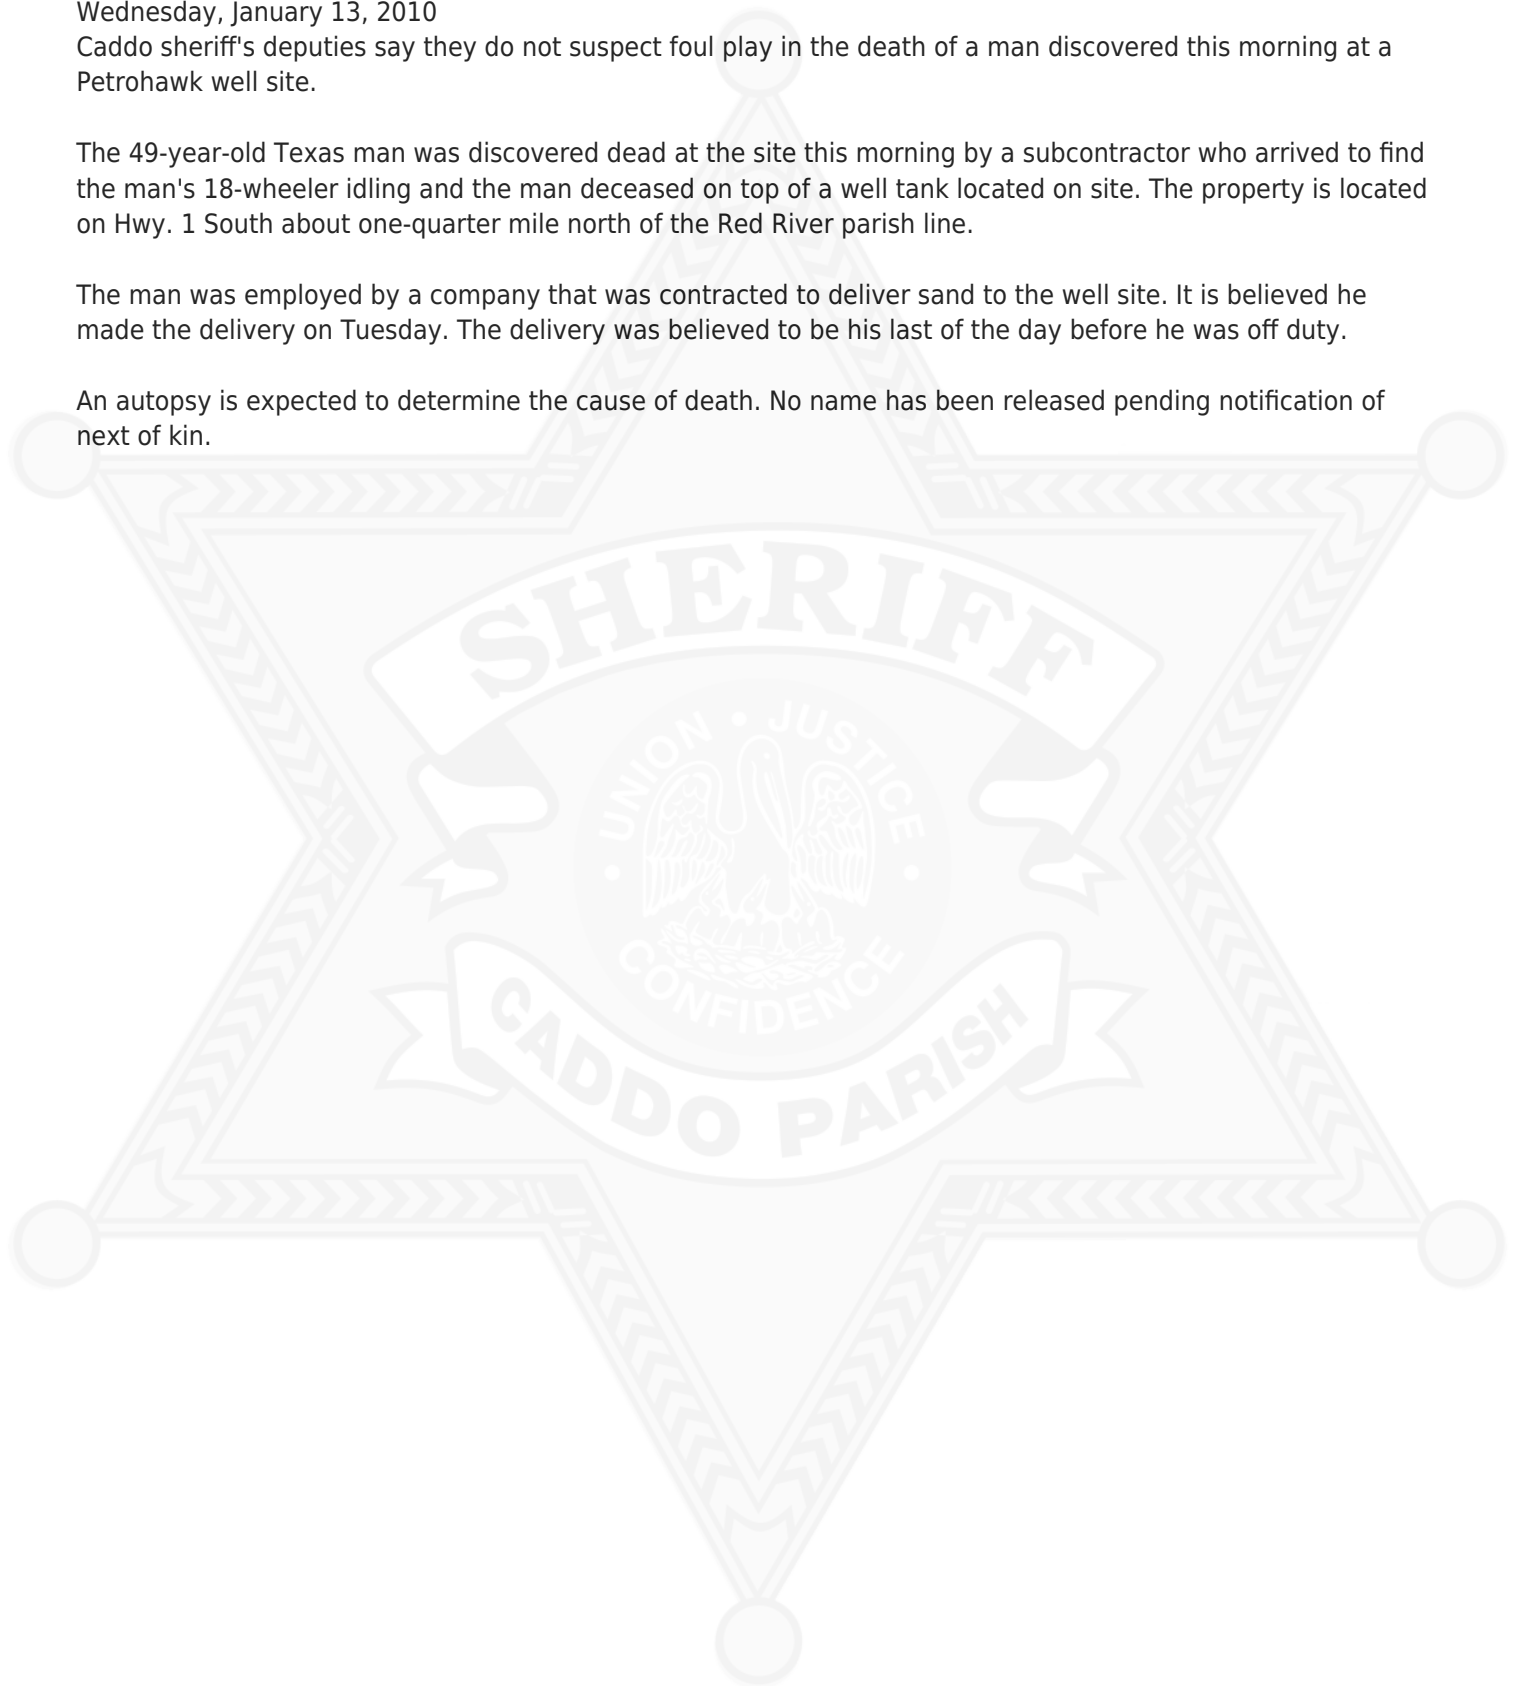 Wednesday, January 13, 2010
Caddo sheriff's deputies say they do not suspect foul play in the death of a man discovered this morning at a
Petrohawk well site.
The 49-year-old Texas man was discovered dead at the site this morning by a subcontractor who arrived to find
the man's 18-wheeler idling and the man deceased on top of a well tank located on site. The property is located
on Hwy. 1 South about one-quarter mile north of the Red River parish line.
The man was employed by a company that was contracted to deliver sand to the well site. It is believed he
made the delivery on Tuesday. The delivery was believed to be his last of the day before he was off duty.
An autopsy is expected to determine the cause of death. No name has been released pending notification of
next of kin.
SHERIFF
UNION • JUSTICE
• CONFIDENCE •
CADDO PARISH